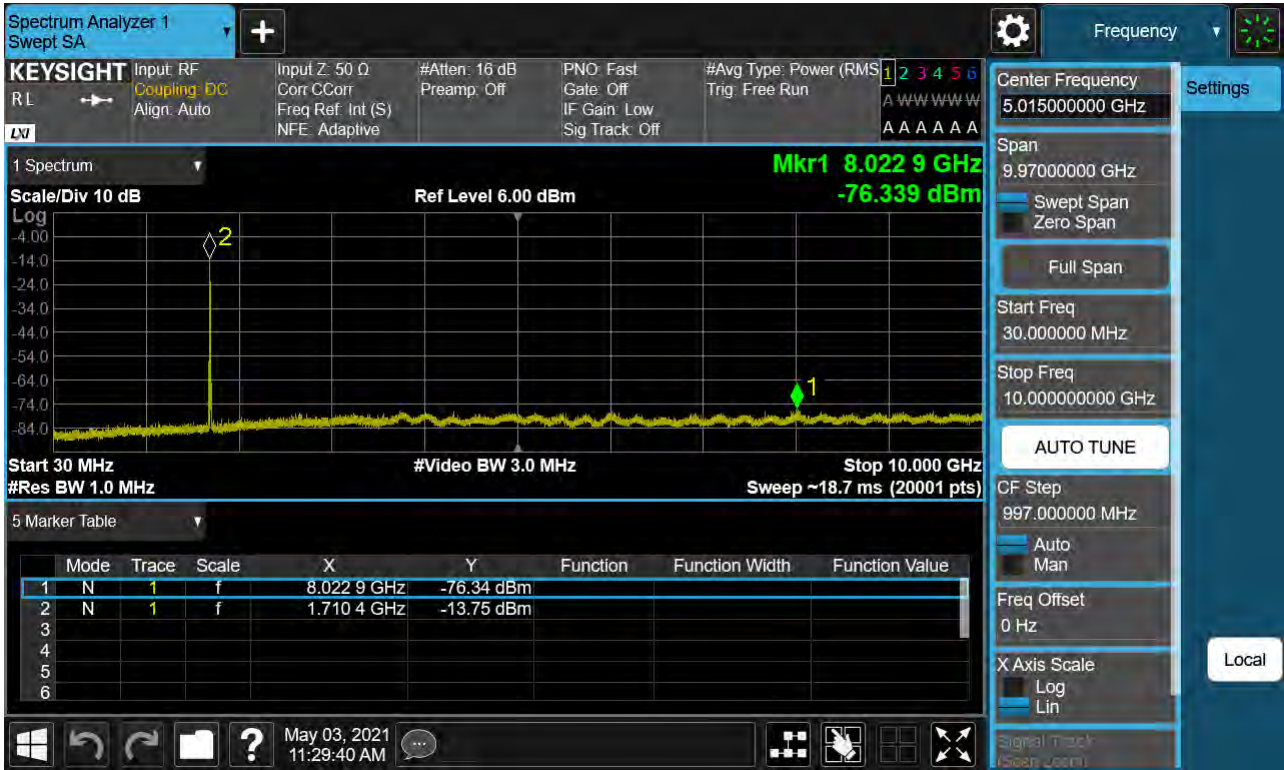 Spectrum Analyzer 1
Swept SA
+
Frequency
KEYSIGHT
RL
LXI
Input: RF
Coupling: DC
Align: Auto
Input Z: 50 Ω
Corr CCorr
Freq Ref: Int (S)
NFE: Adaptive
#Atten: 16 dB
Preamp: Off
PNO: Fast
Gate: Off
IF Gain: Low
Sig Track: Off
#Avg Type: Power (RMS
Trig: Free Run
1 2 3 4 5 6
A W W W W W
A A A A A A
1 Spectrum
Mkr1 8.022 9 GHz
Scale/Div 10 dB
Ref Level 6.00 dBm
-76.339 dBm
Log
-4.00
-14.0
-24.0
-34.0
-44.0
-54.0
-64.0
-74.0
-84.0
2
1
Start 30 MHz
#Video BW 3.0 MHz
Stop 10.000 GHz
#Res BW 1.0 MHz
Sweep ~18.7 ms (20001 pts)
5 Marker Table
Mode Trace Scale X Y Function Function Width Function Value
1 N 1 f 8.022 9 GHz -76.34 dBm
2 N 1 f 1.710 4 GHz -13.75 dBm
3
4
5
6
?
May 03, 2021
11:29:40 AM
Center Frequency
5.015000000 GHz
Settings
Span
9.97000000 GHz
Swept Span
Zero Span
Full Span
Start Freq
30.000000 MHz
Stop Freq
10.000000000 GHz
AUTO TUNE
CF Step
997.000000 MHz
Auto
Man
Freq Offset
0 Hz
X Axis Scale
Log
Lin
Local
Signal Track
(Span Zoom)